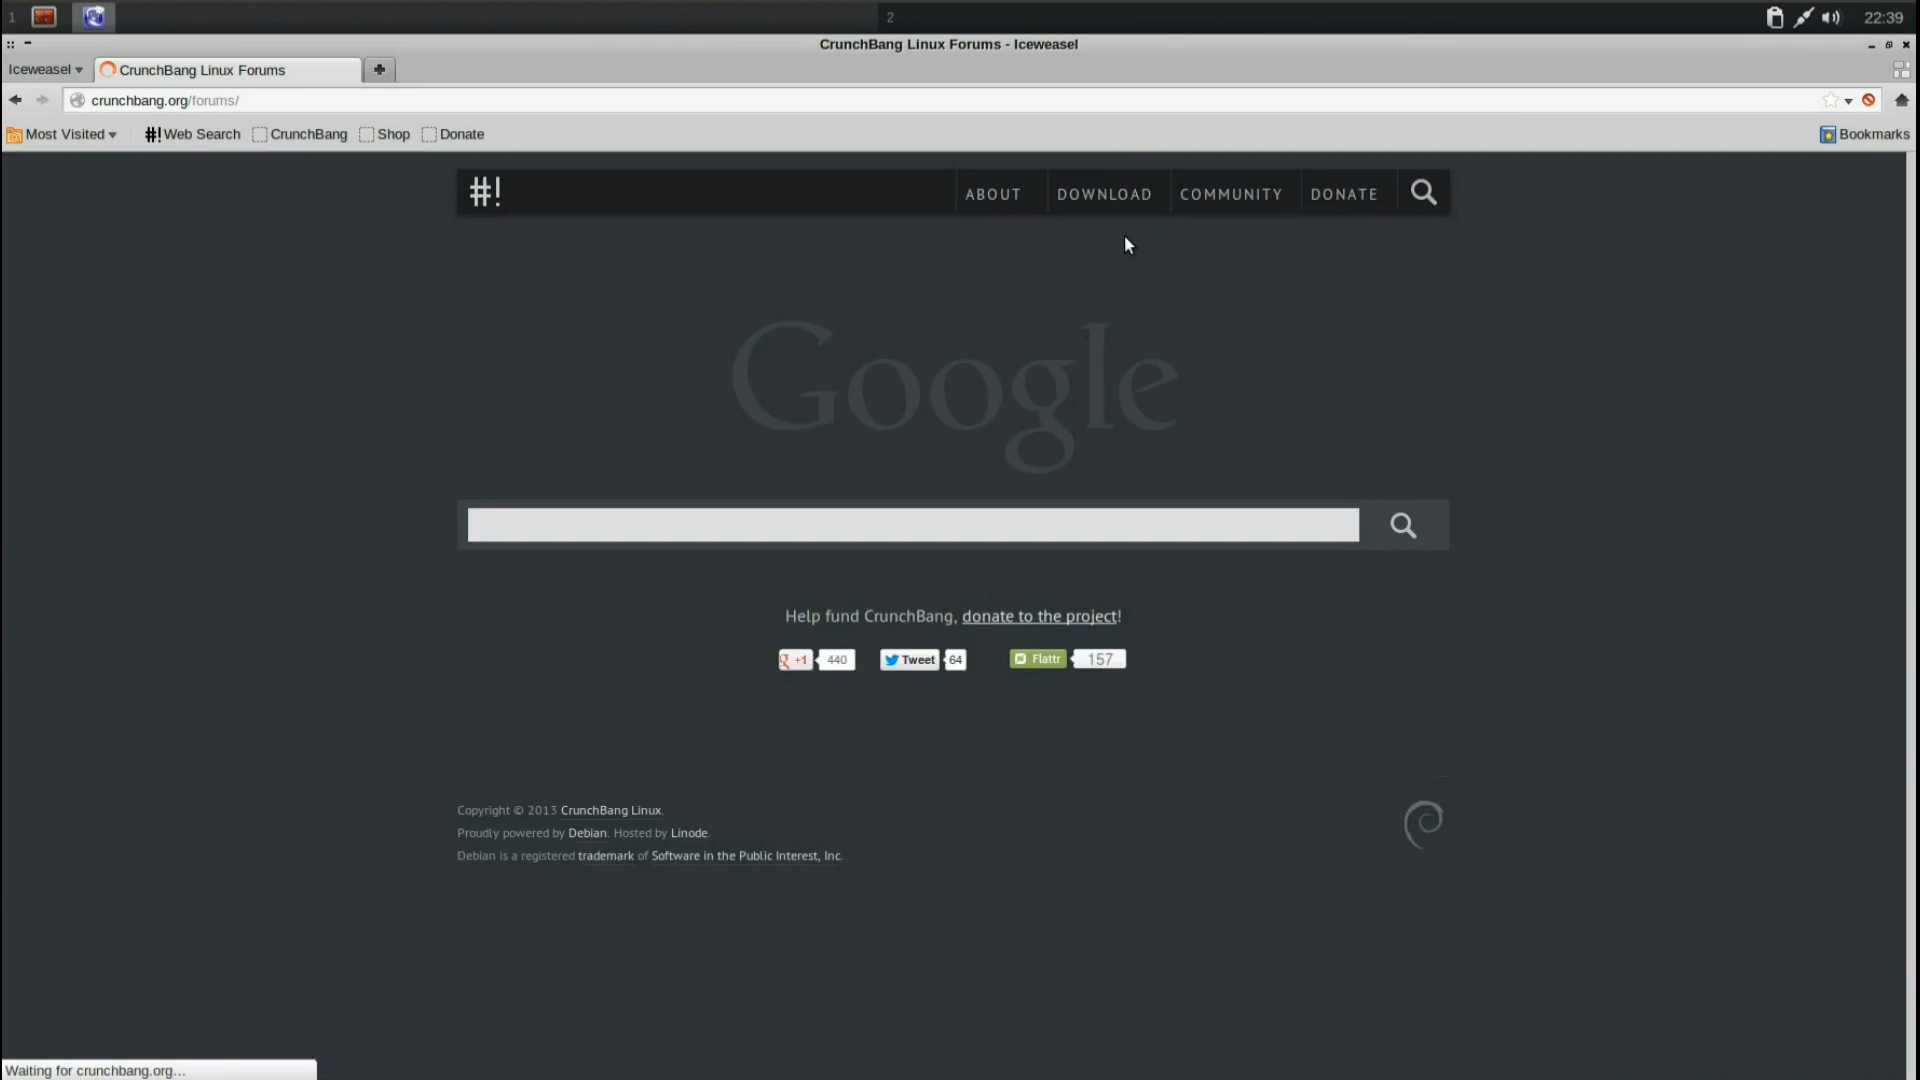 1
2
22:39
CrunchBang Linux Forums - Iceweasel
Iceweasel
CrunchBang Linux Forums
crunchbang.org/forums/
Most Visited
#! Web Search
CrunchBang
Shop
Donate
Bookmarks
#!
ABOUT
DOWNLOAD
COMMUNITY
DONATE
Google
Help fund CrunchBang, donate to the project!
+1
440
Tweet
64
Flattr
157
Copyright © 2013 CrunchBang Linux.
Proudly powered by Debian. Hosted by Linode.
Debian is a registered trademark of Software in the Public Interest, Inc.
Waiting for crunchbang.org…